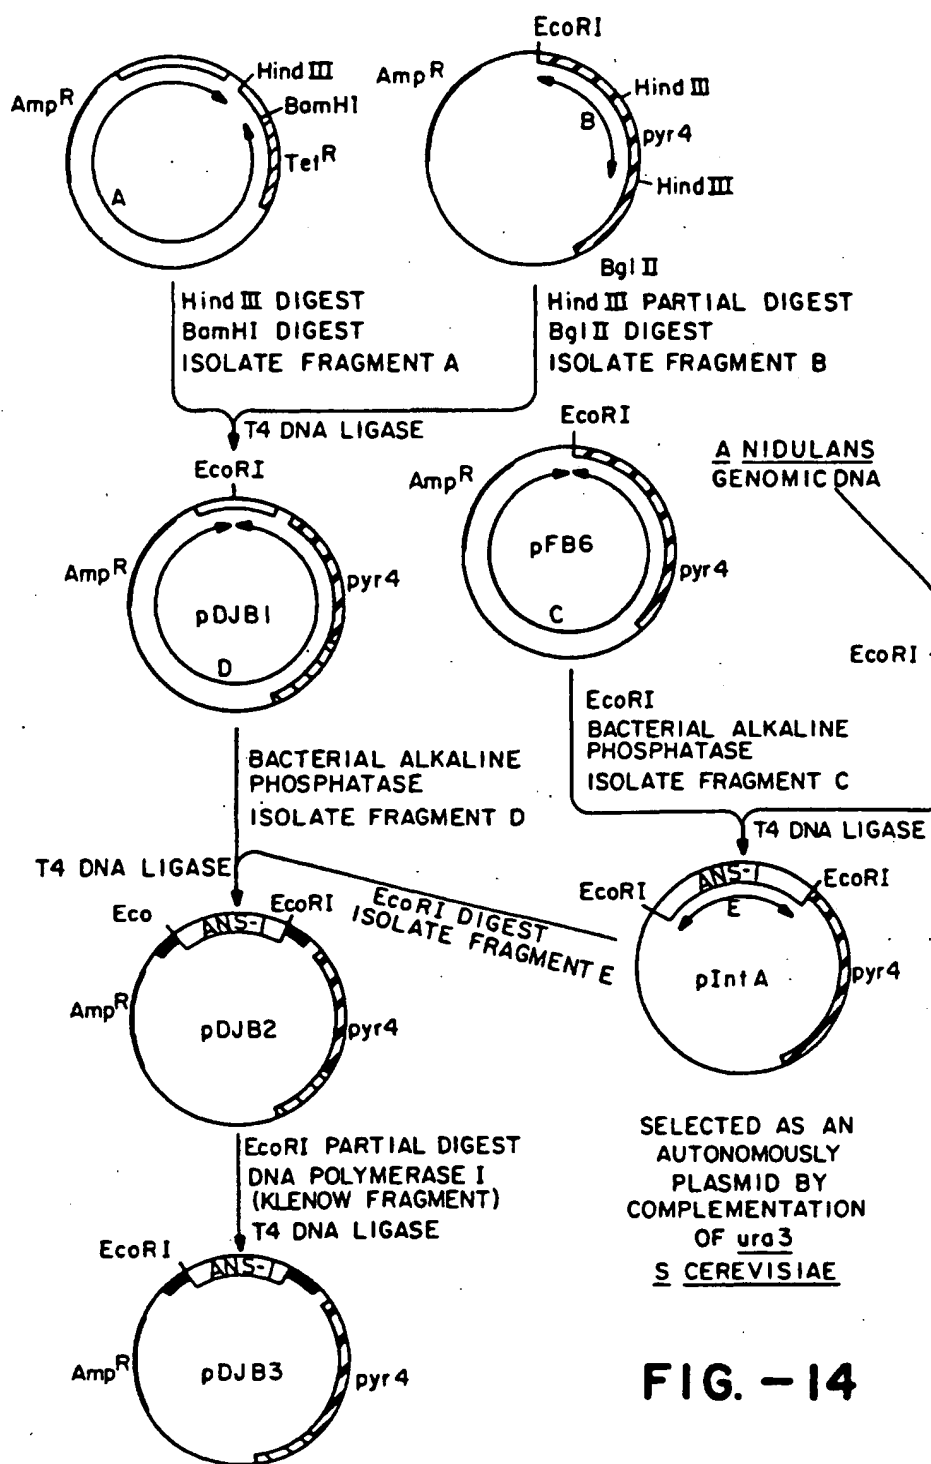 EcoRI
Hind III
Amp R
BamHI
Tet R
A
Amp R
Hind III
B
pyr4
Hind III
Bgl II
Hind III DIGEST
BamHI DIGEST
ISOLATE FRAGMENT A
Hind III PARTIAL DIGEST
Bgl II DIGEST
ISOLATE FRAGMENT B
T4 DNA LIGASE
EcoRI
EcoRI
A NIDULANS
GENOMIC DNA
Amp R
pDJB1
D
pyr4
Amp R
pFB6
C
pyr4
EcoRI
EcoRI
BACTERIAL ALKALINE
PHOSPHATASE
ISOLATE FRAGMENT C
BACTERIAL ALKALINE
PHOSPHATASE
ISOLATE FRAGMENT D
T4 DNA LIGASE
T4 DNA LIGASE
EcoRI DIGEST
ISOLATE FRAGMENT E
EcoRI
ANS-1
EcoRI
E
pIntA
pyr4
Eco
ANS-1
EcoRI
Amp R
pDJB2
pyr4
EcoRI PARTIAL DIGEST
DNA POLYMERASE I
(KLENOW FRAGMENT)
T4 DNA LIGASE
SELECTED AS AN
AUTONOMOUSLY
PLASMID BY
COMPLEMENTATION
OF ura3
S CEREVISIAE
EcoRI
ANS-1
Amp R
pDJB3
pyr4
FIG. - 14